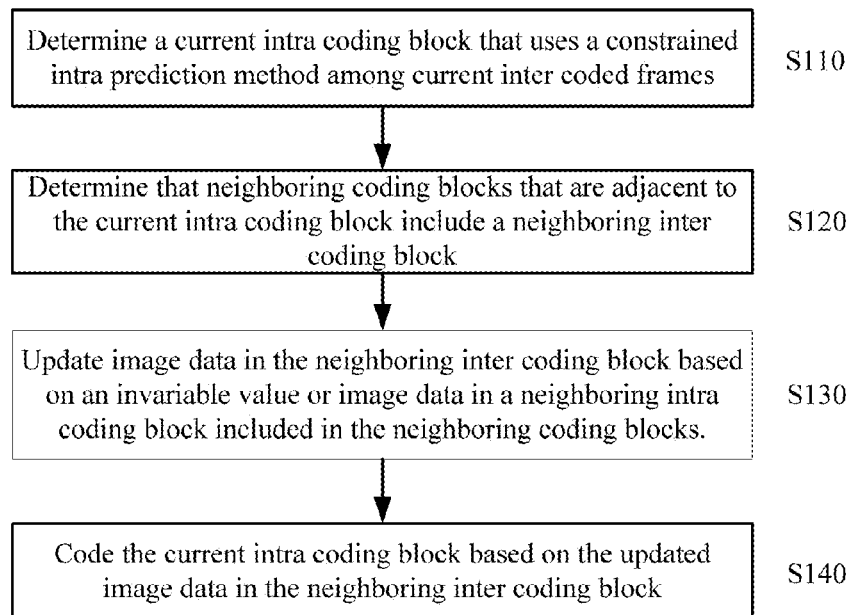 Determine a current intra coding block that uses a constrained
intra prediction method among current inter coded frames
S110
Determine that neighboring coding blocks that are adjacent to
the current intra coding block include a neighboring inter
coding block
S120
Update image data in the neighboring inter coding block based
on an invariable value or image data in a neighboring intra
coding block included in the neighboring coding blocks.
S130
Code the current intra coding block based on the updated
image data in the neighboring inter coding block
S140